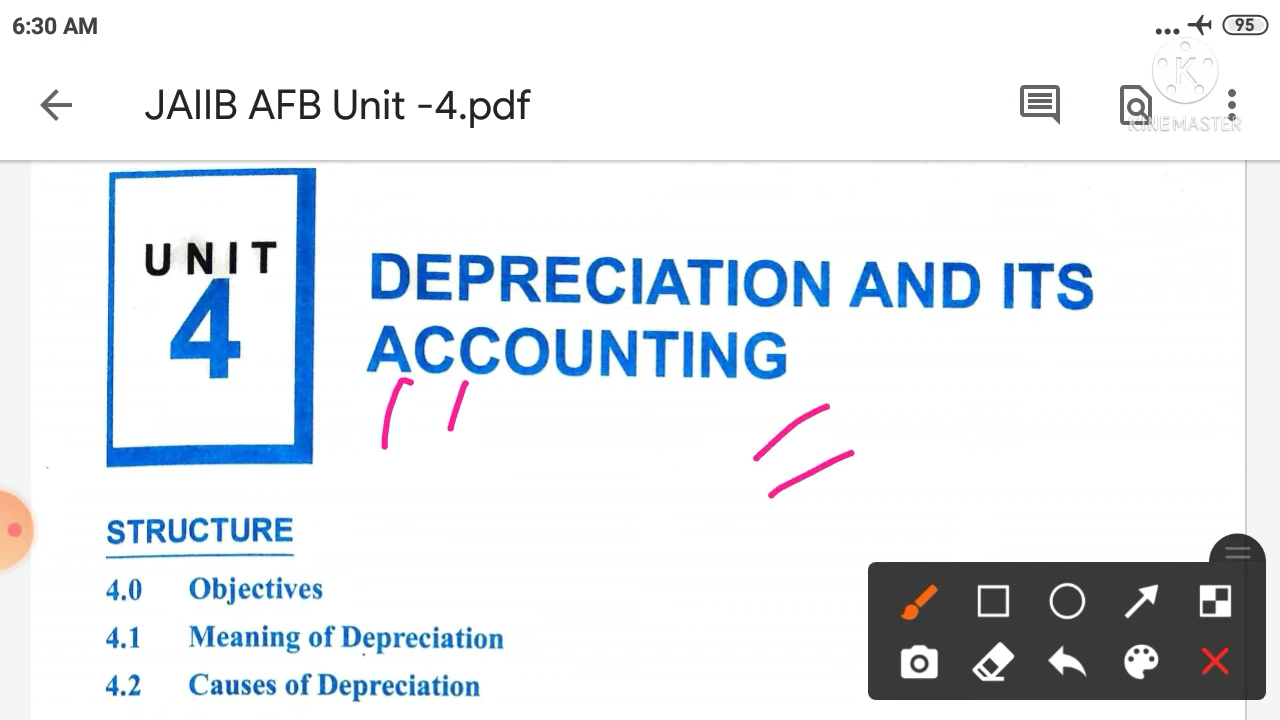 6:30 AM
95
JAIIB AFB Unit -4.pdf
K
KINEMASTER
UNIT
4
DEPRECIATION AND ITS
ACCOUNTING
STRUCTURE
4.0 Objectives
4.1 Meaning of Depreciation
4.2 Causes of Depreciation